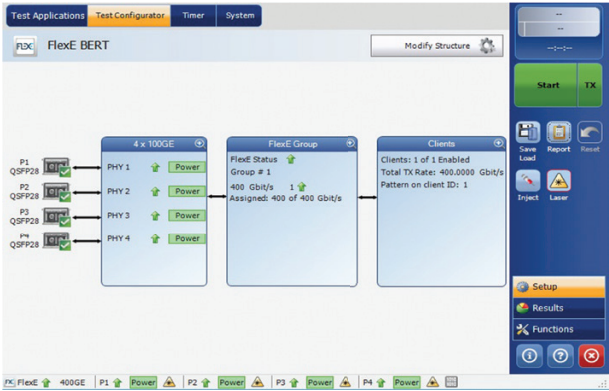 Test Applications Test Configurator Timer System
FLEX FlexE BERT Modify Structure
4 x 100GE FlexE Group Clients
P1
QSFP28
PHY 1 Power
P2
QSFP28
PHY 2 Power
P3
QSFP28
PHY 3 Power
P4
QSFP28
PHY 4 Power
FlexE Status
Group # 1
400 Gbit/s 1
Assigned: 400 of 400 Gbit/s
Clients: 1 of 1 Enabled
Total TX Rate: 400.0000 Gbit/s
Pattern on client ID: 1
--
--
--:--:--
Start TX
Save
Load
Report
Reset
Inject
Laser
Setup
Results
Functions
FlexE 400GE P1 Power P2 Power P3 Power P4 Power